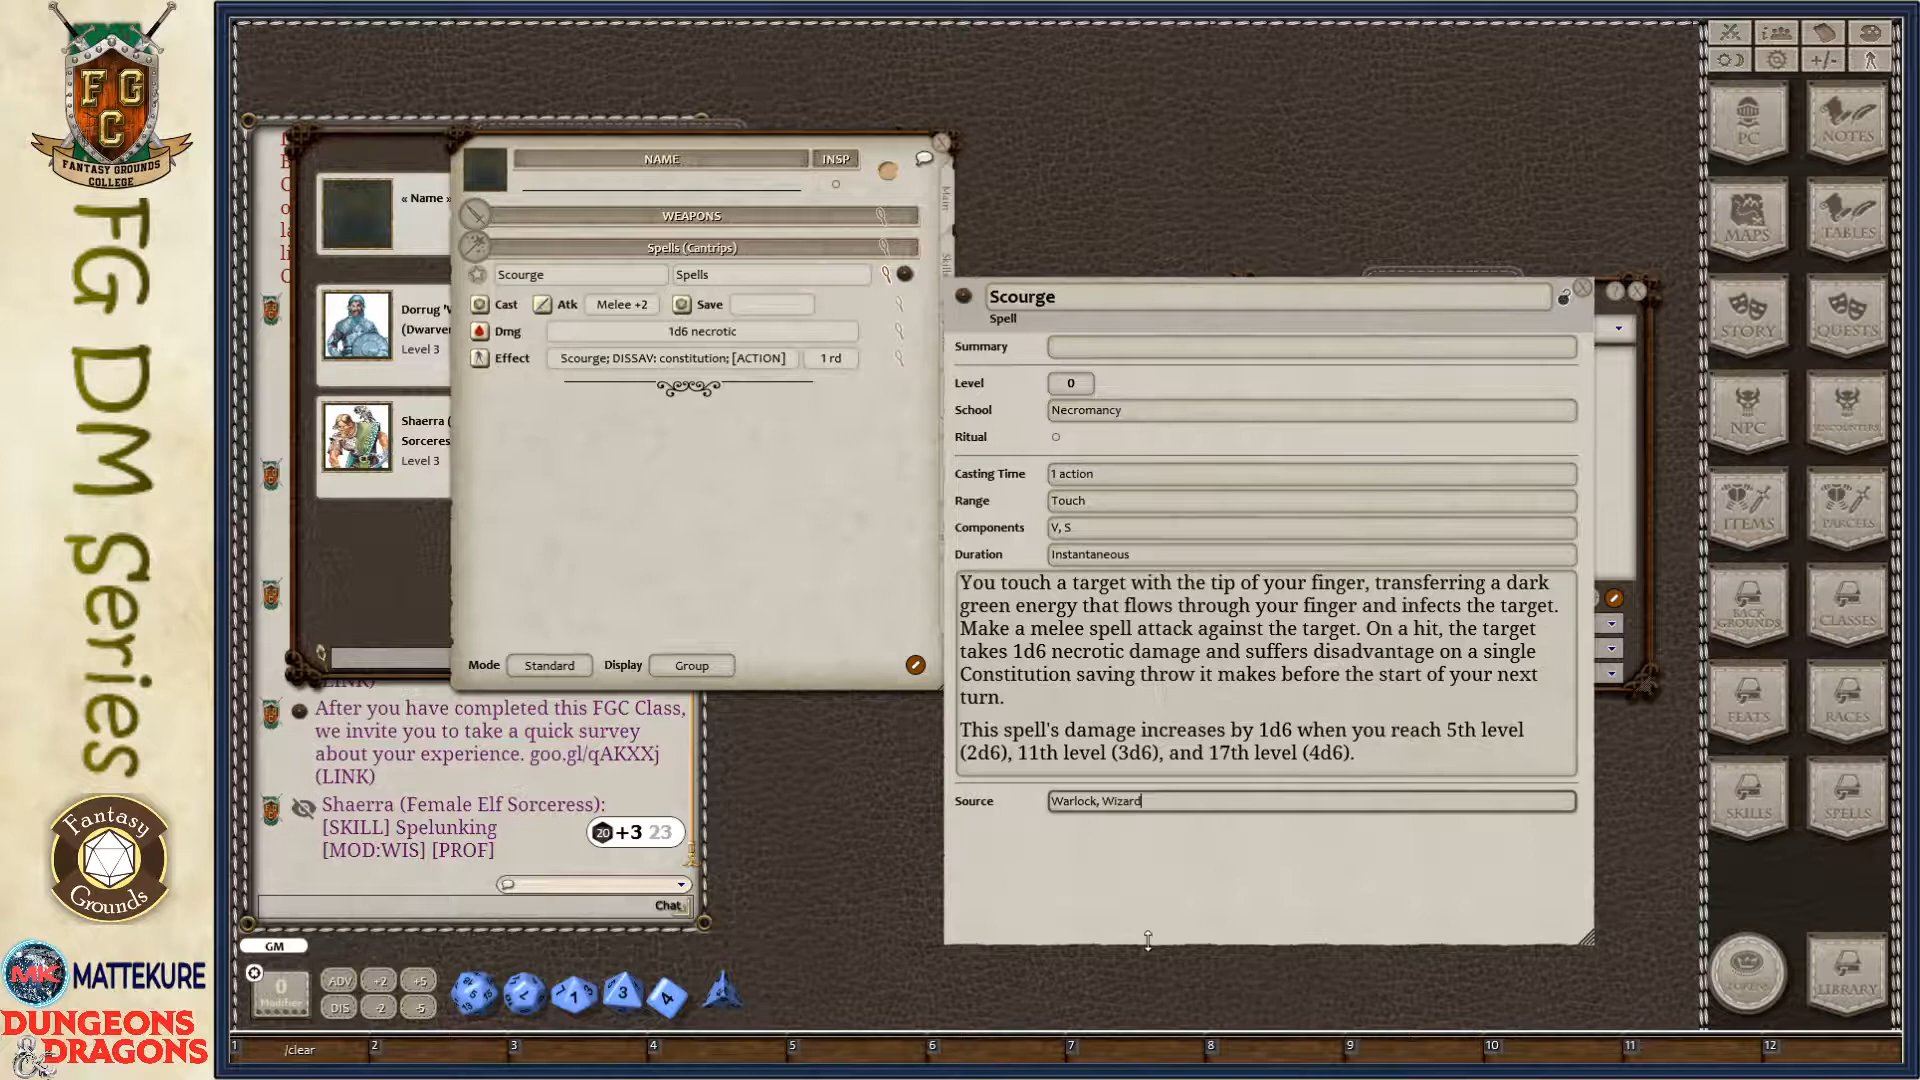 F G
C
FANTASY GROUNDS
COLLEGE
FG DM Series
Fantasy
Grounds
MK MATTEKURE
DUNGEONS
& DRAGONS
« Name »
Dorrug '
(Dwarve
Level 3
Shaerra (
Sorceres
Level 3
NAME
INSP
WEAPONS
Spells (Cantrips)
Scourge
Spells
Cast
Atk
Melee +2
Save
Dmg
1d6 necrotic
Effect
Scourge; DISSAV: constitution; [ACTION]
1 rd
Mode
Standard
Display
Group
Main
Skills
(LINK)
After you have completed this FGC Class,
we invite you to take a quick survey
about your experience. goo.gl/qAKXXj
(LINK)
Shaerra (Female Elf Sorceress):
[SKILL] Spelunking
[MOD:WIS] [PROF]
20 +3 23
Chat
GM
0
Modifier
ADV
+2
+5
DIS
-2
-5
Scourge
Spell
Summary
Level
0
School
Necromancy
Ritual
Casting Time
1 action
Range
Touch
Components
V, S
Duration
Instantaneous
You touch a target with the tip of your finger, transferring a dark
green energy that flows through your finger and infects the target.
Make a melee spell attack against the target. On a hit, the target
takes 1d6 necrotic damage and suffers disadvantage on a single
Constitution saving throw it makes before the start of your next
turn.
This spell's damage increases by 1d6 when you reach 5th level
(2d6), 11th level (3d6), and 17th level (4d6).
Source
Warlock, Wizard
+/-
PC
NOTES
MAPS
TABLES
STORY
QUESTS
NPC
ENCOUNTERS
ITEMS
PARCELS
BACK
GROUNDS
CLASSES
FEATS
RACES
SKILLS
SPELLS
TOKENS
LIBRARY
1
/clear
2
3
4
5
6
7
8
9
10
11
12